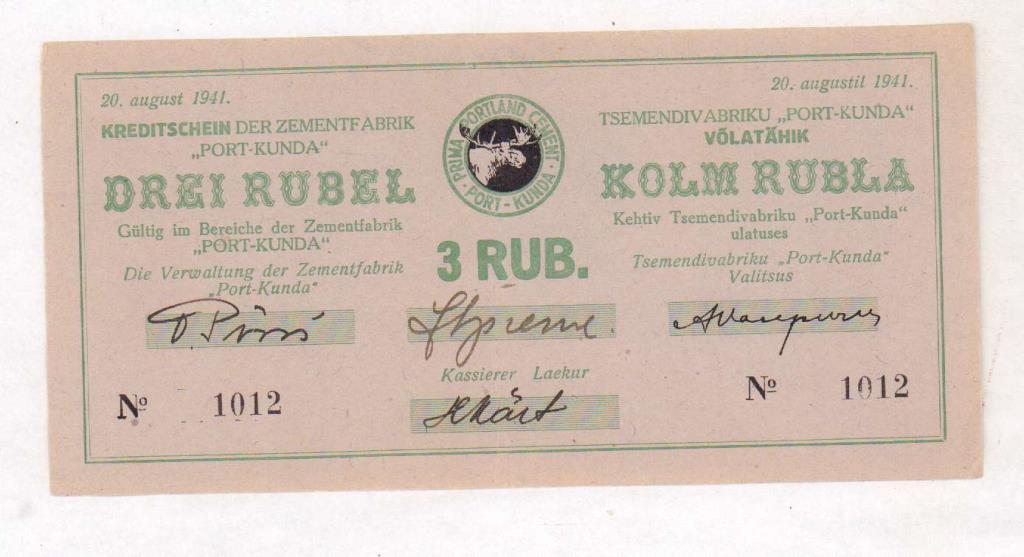 20. august 1941.
KREDITSCHEIN DER ZEMENTFABRIK
„PORT-KUNDA“
DREI RUBEL
Gültig im Bereiche der Zementfabrik
„PORT-KUNDA“
Die Verwaltung der Zementfabrik
„Port-Kunda“
№ 1012
PRIMA PORTLAND CEMENT
· PORT-KUNDA ·
3 RUB.
Kassierer Laekur
20. augustil 1941.
TSEMENDIVABRIKU „PORT-KUNDA“
VÕLATÄHIK
KOLM RUBLA
Kehtiv Tsemendivabriku „Port-Kunda“
ulatuses
Tsemendivabriku „Port-Kunda“
Valitsus
№ 1012